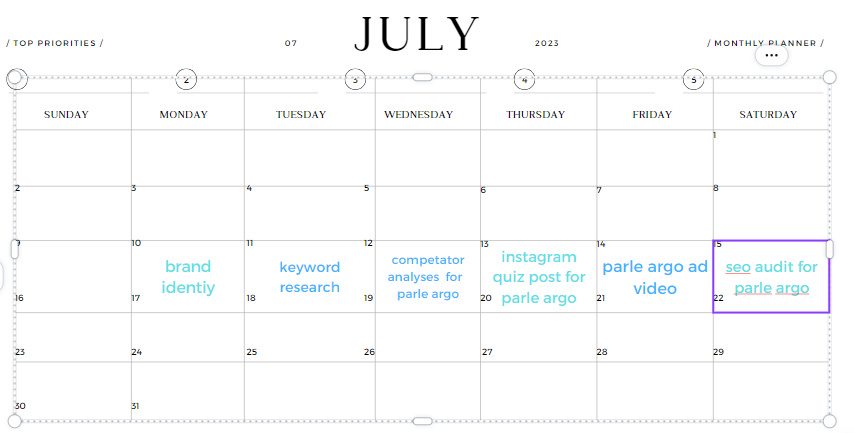 JULY
/ TOP PRIORITIES /
07
2023
/ MONTHLY PLANNER /
2
3
4
5
SUNDAY
MONDAY
TUESDAY
WEDNESDAY
THURSDAY
FRIDAY
SATURDAY
1
2
3
4
5
6
7
8
9
10
11
12
13
14
15
brand
identiy
keyword
research
competator
analyses for
parle argo
instagram
quiz post for
parle argo
parle argo ad
video
seo audit for
parle argo
16
17
18
19
20
21
22
23
24
25
26
27
28
29
30
31